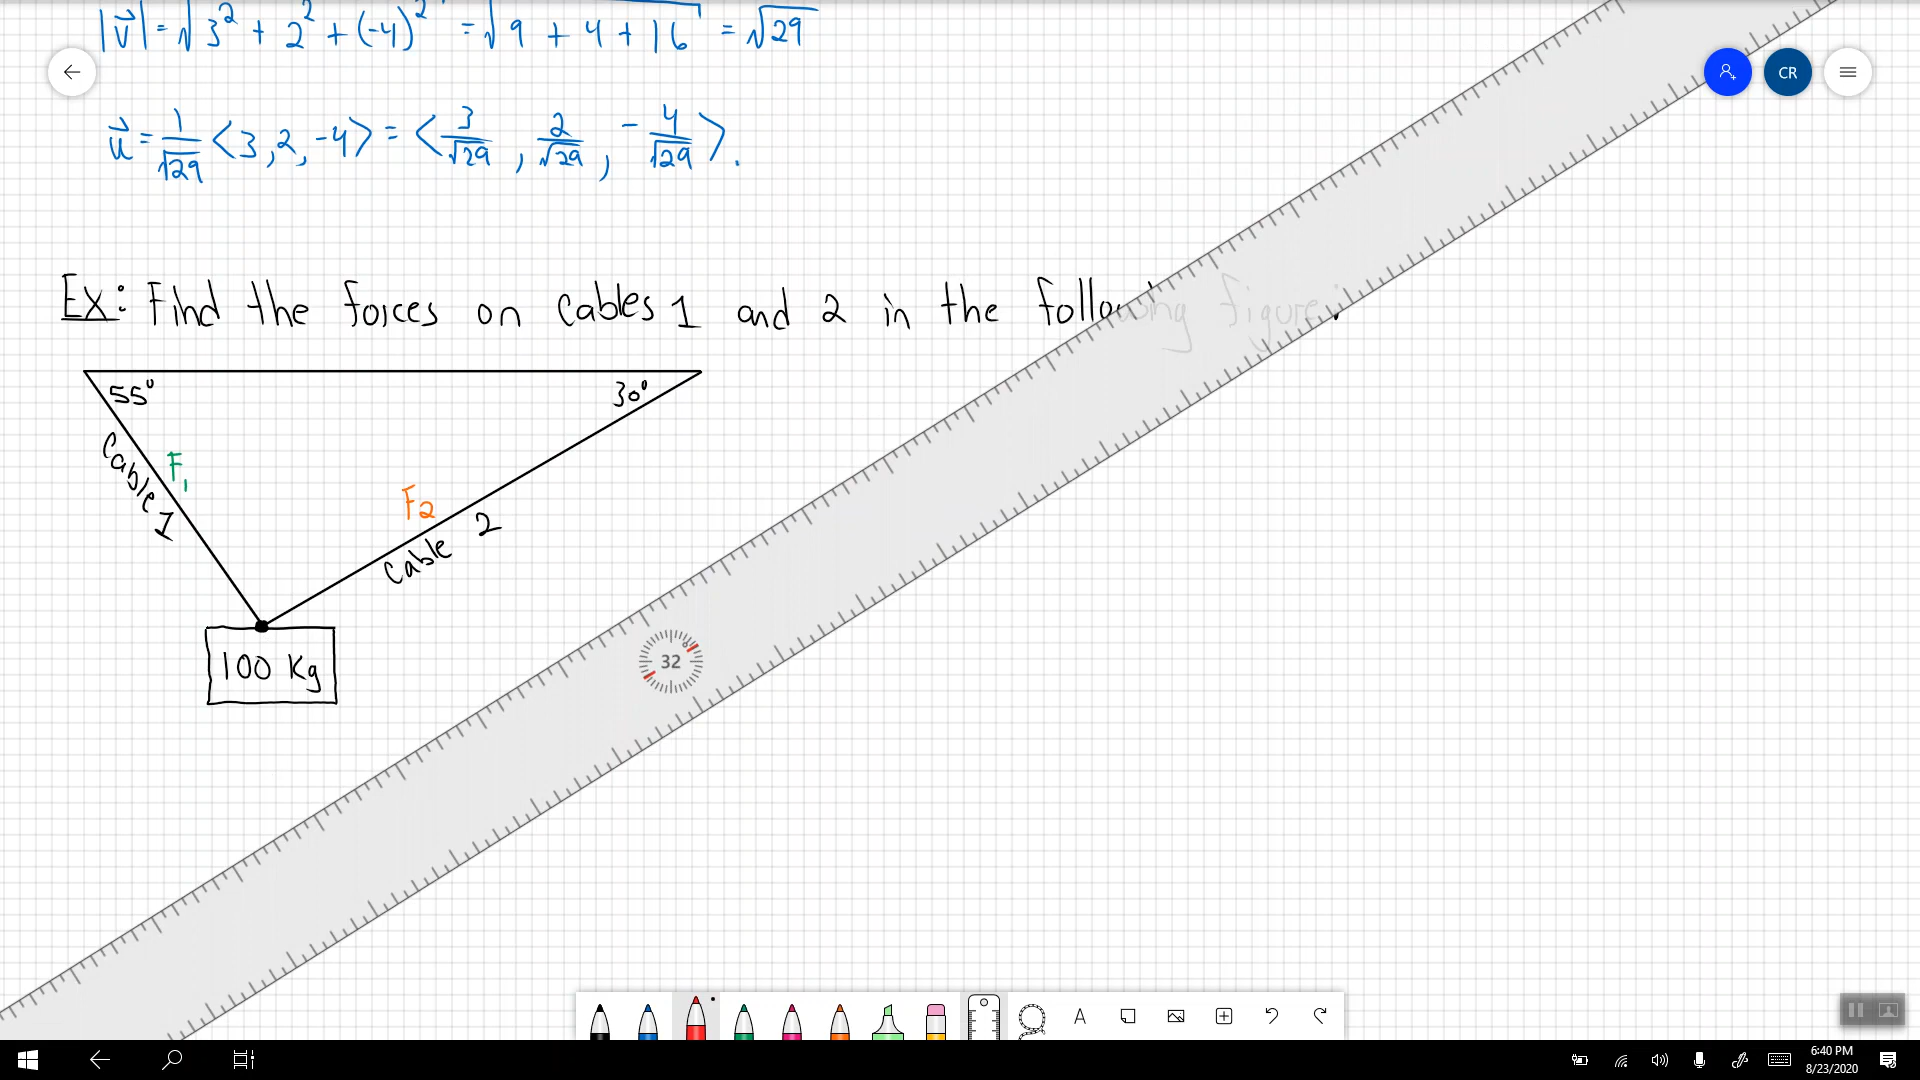 |v⃗| = √3² + 2² + (-4)² = √9 + 4 + 16 = √29
u⃗ = 1/√29 <3, 2, -4> = <3/√29, 2/√29, -4/√29>.
Ex: Find the forces on cables 1 and 2 in the following figure:
55° 30°
Cable 1
F₁
F2
Cable 2
100 Kg
32
CR
A
6:40 PM
8/23/2020